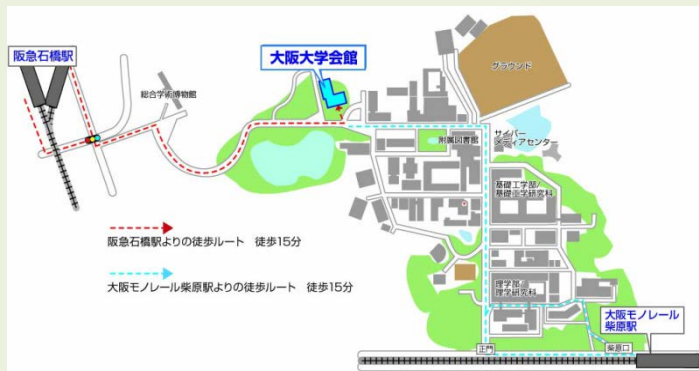 阪急石橋駅
大阪大学会館
総合学術博物館
グラウンド
附属図書館
サイバー
メディアセンター
基礎工学部/
基礎工学研究科
阪急石橋駅よりの徒歩ルート 徒歩15分
大阪モノレール柴原駅よりの徒歩ルート 徒歩15分
理学部/
理学研究科
大阪モノレール
柴原駅
正門
柴原口